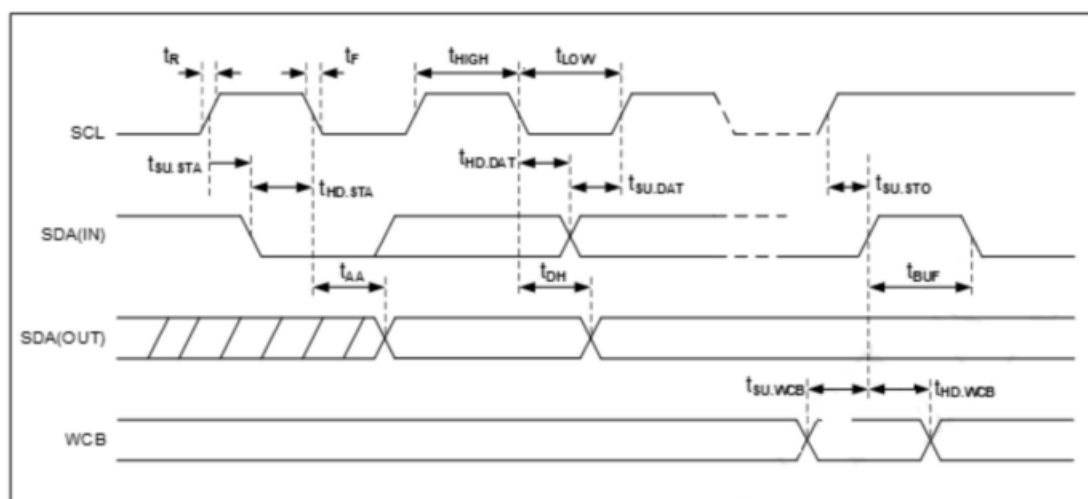 tR tF tHIGH tLOW
SCL
tSU.STA tHD.STA tHD.DAT tSU.DAT tSU.STO
SDA(IN)
tAA tDH tBUF
SDA(OUT)
tSU.WCB tHD.WCB
WCB